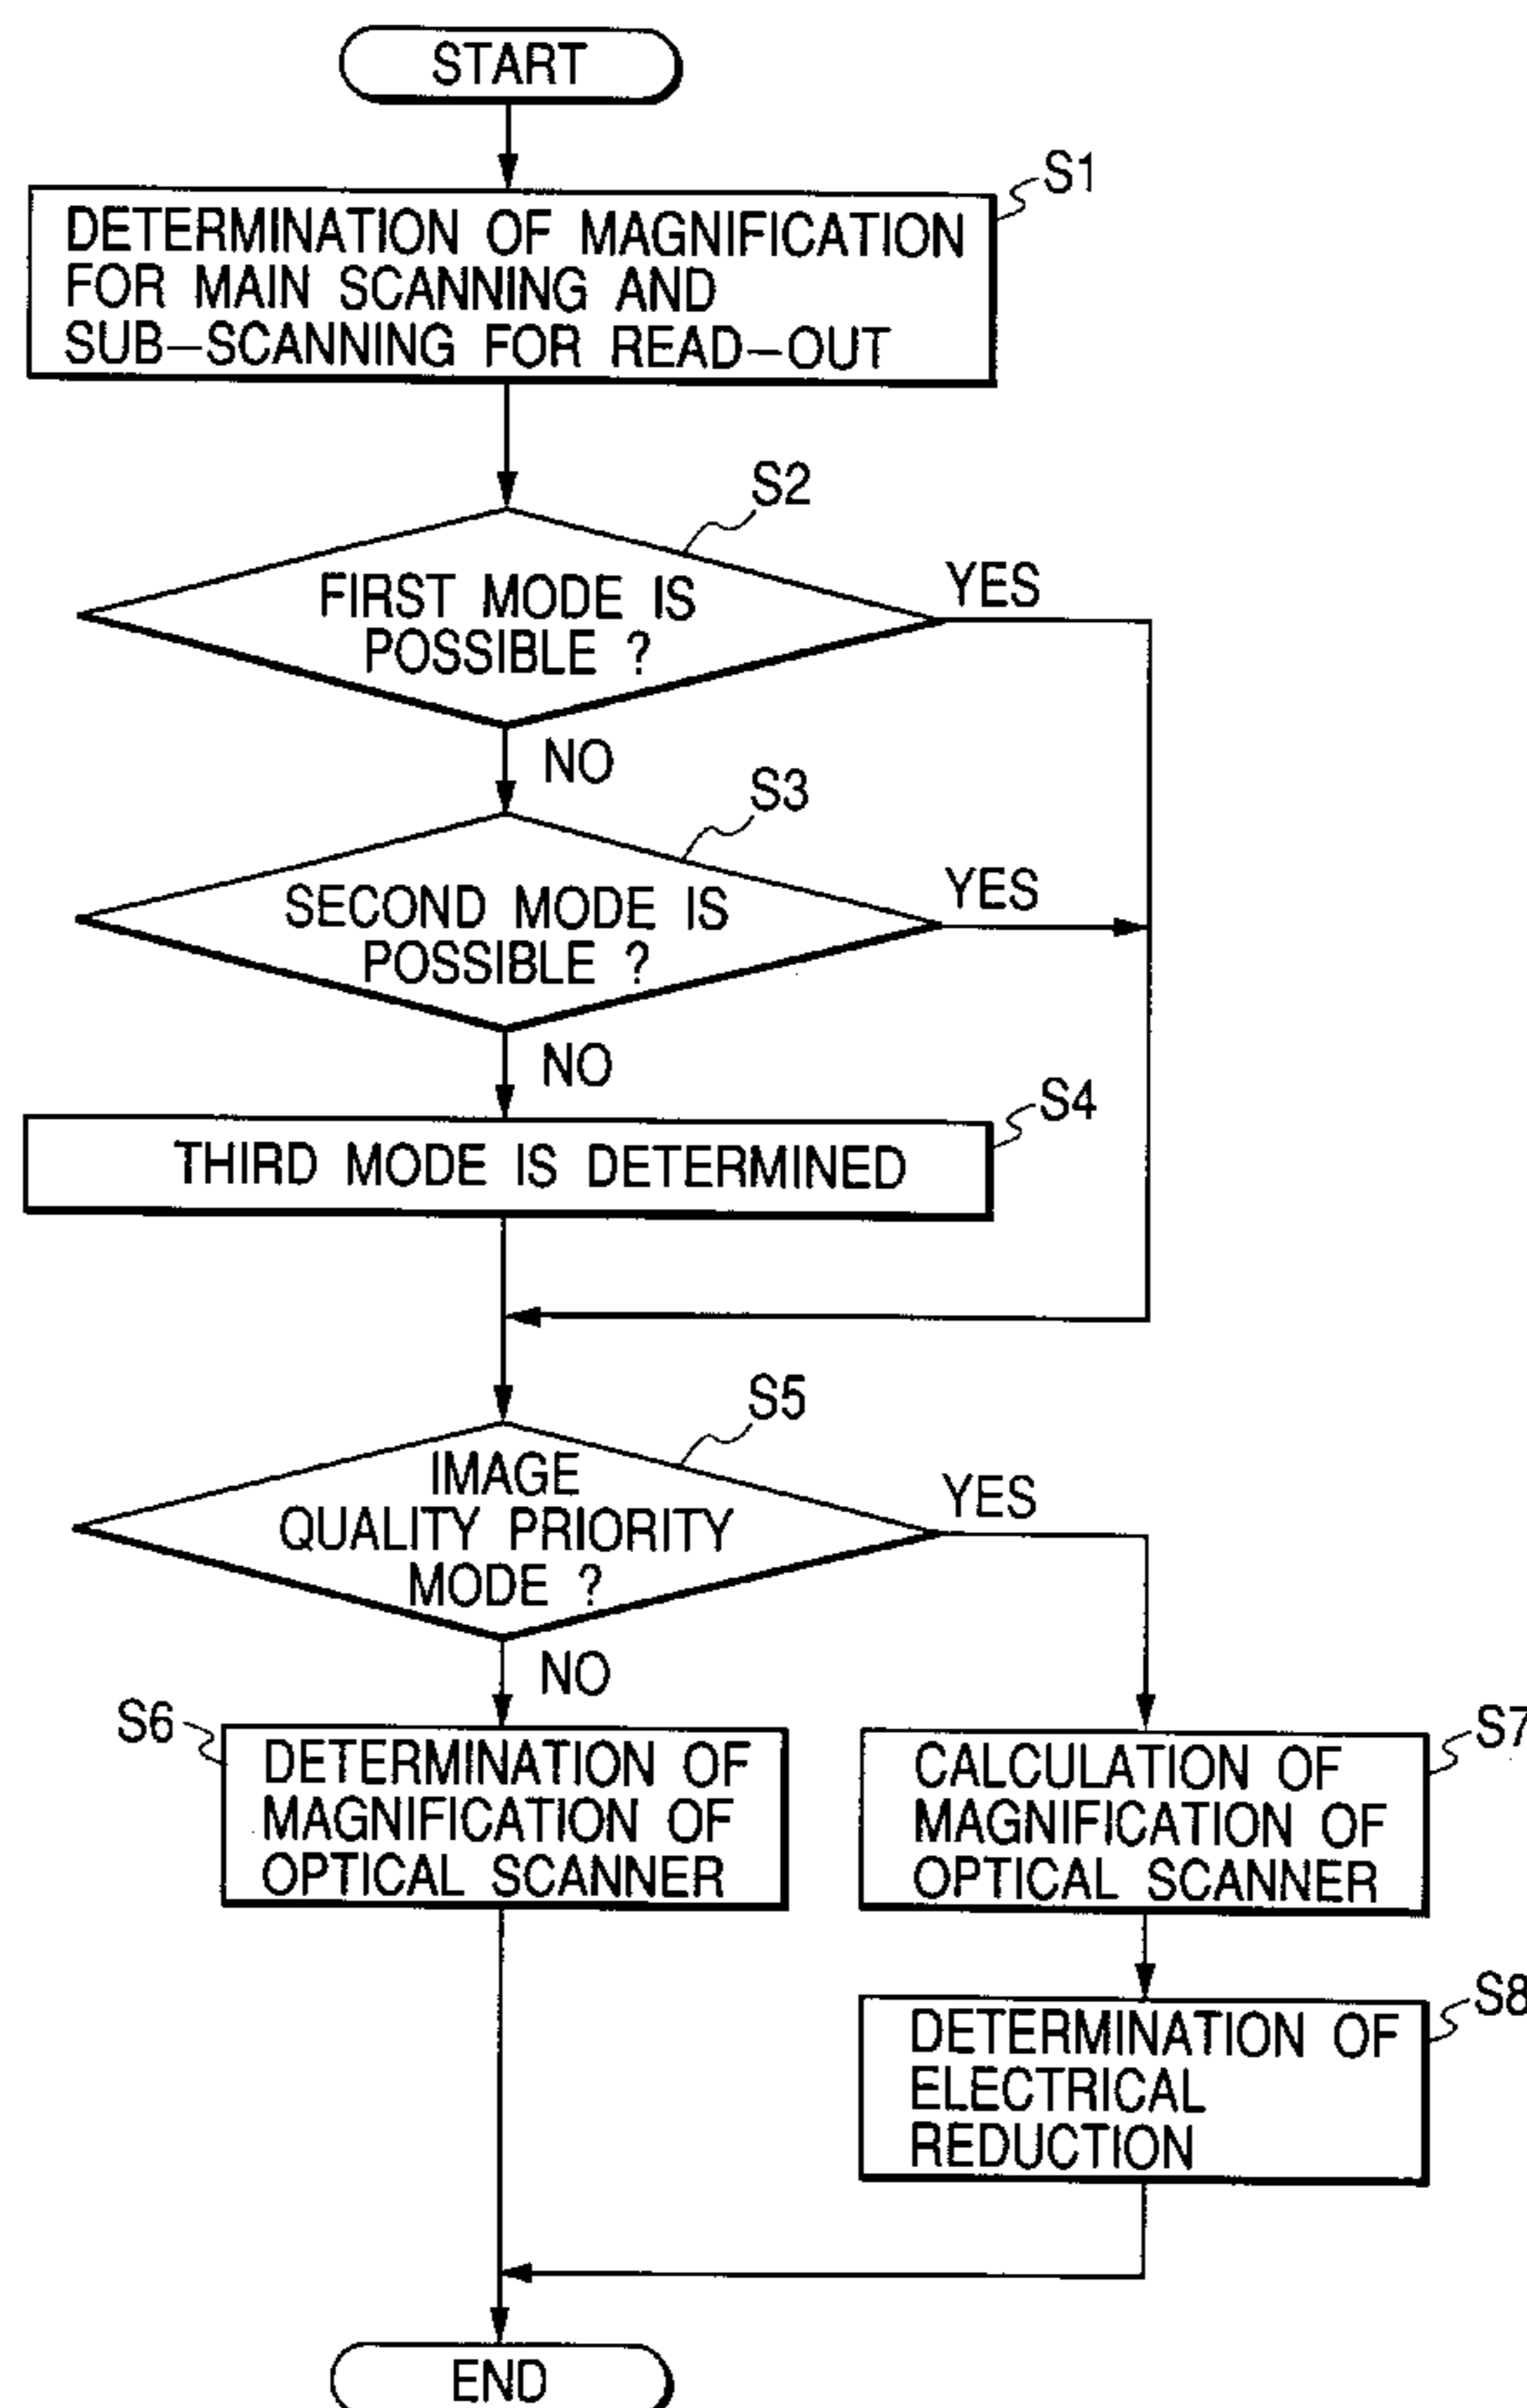 START
S1
DETERMINATION OF MAGNIFICATION
FOR MAIN SCANNING AND
SUB-SCANNING FOR READ-OUT
S2
FIRST MODE IS
POSSIBLE ?
YES
NO
S3
SECOND MODE IS
POSSIBLE ?
YES
NO
S4
THIRD MODE IS DETERMINED
S5
IMAGE
QUALITY PRIORITY
MODE ?
YES
NO
S6
DETERMINATION OF
MAGNIFICATION OF
OPTICAL SCANNER
S7
CALCULATION OF
MAGNIFICATION OF
OPTICAL SCANNER
S8
DETERMINATION OF
ELECTRICAL
REDUCTION
END